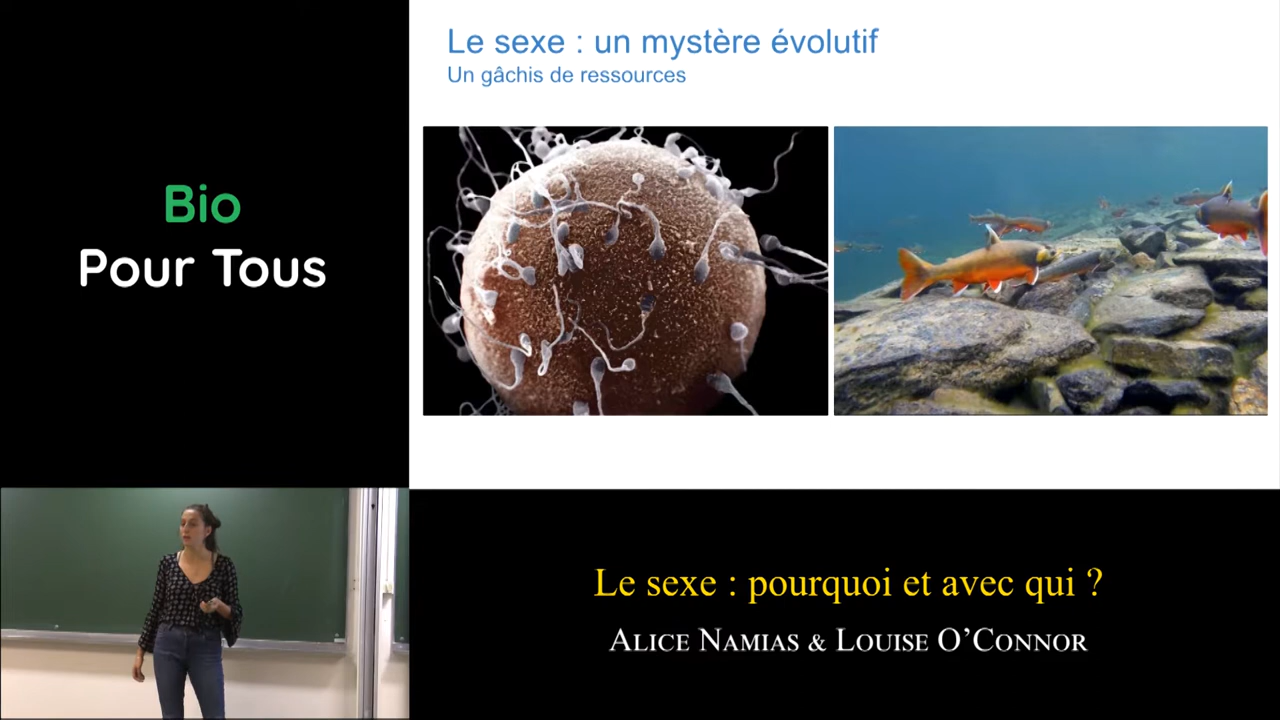 Le sexe : un mystère évolutif
Un gâchis de ressources
Bio
Pour Tous
Le sexe : pourquoi et avec qui ?
ALICE NAMIAS & LOUISE O'CONNOR